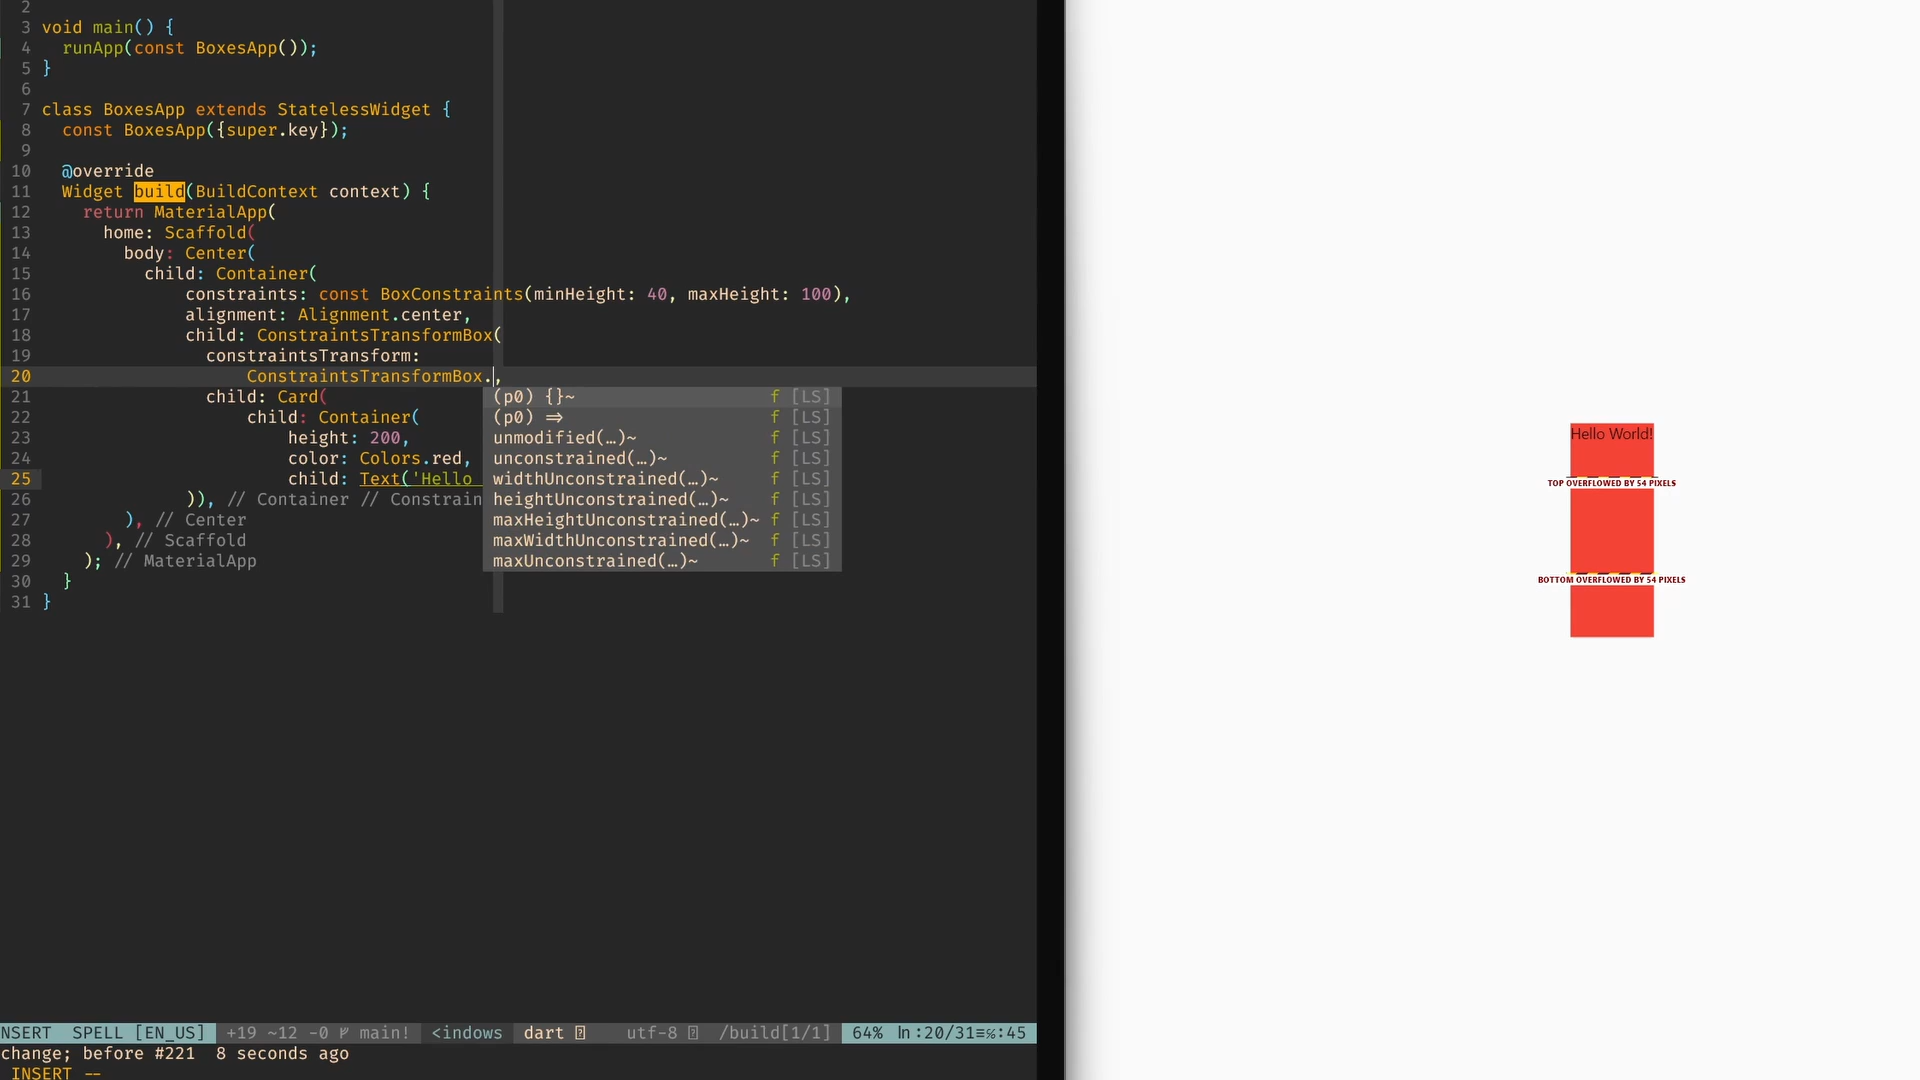 2
3 void main() {
4 runApp(const BoxesApp());
5 }
6
7 class BoxesApp extends StatelessWidget {
8 const BoxesApp({super.key});
9
10 @override
11 Widget build(BuildContext context) {
12 return MaterialApp(
13 home: Scaffold(
14 body: Center(
15 child: Container(
16 constraints: const BoxConstraints(minHeight: 40, maxHeight: 100),
17 alignment: Alignment.center,
18 child: ConstraintsTransformBox(
19 constraintsTransform:
20 ConstraintsTransformBox.,
21 child: Card(
22 child: Container(
23 height: 200,
24 color: Colors.red,
25 child: Text('Hello
26 )), // Container // Constrain
27 ), // Center
28 ), // Scaffold
29 ); // MaterialApp
30 }
31 }
(p0) {}~ f [LS]
(p0) ⇒ f [LS]
unmodified(…)~ f [LS]
unconstrained(…)~ f [LS]
widthUnconstrained(…)~ f [LS]
heightUnconstrained(…)~ f [LS]
maxHeightUnconstrained(…)~ f [LS]
maxWidthUnconstrained(…)~ f [LS]
maxUnconstrained(…)~ f [LS]
NSERT SPELL [EN_US] +19 ~12 -0 main! <indows dart utf-8 /build[1/1] 64% ln:20/31≡%:45
change; before #221 8 seconds ago
INSERT --
Hello World!
TOP OVERFLOWED BY 54 PIXELS
BOTTOM OVERFLOWED BY 54 PIXELS